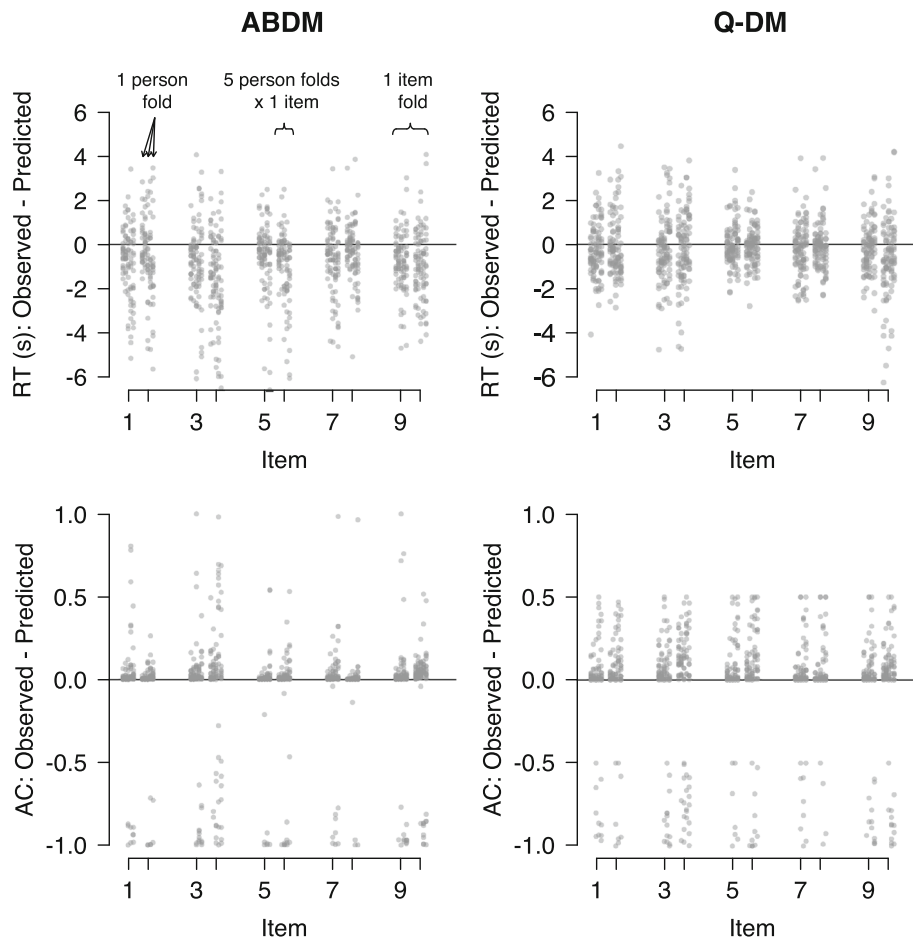 ABDM
Q-DM
1 person
fold
5 person folds
x 1 item
1 item
fold
RT (s): Observed - Predicted
6
4
2
0
-2
-4
-6
1 3 5 7 9
Item
RT (s): Observed - Predicted
6
4
2
0
-2
-4
-6
1 3 5 7 9
Item
AC: Observed - Predicted
1.0
0.5
0.0
-0.5
-1.0
1 3 5 7 9
Item
AC: Observed - Predicted
1.0
0.5
0.0
-0.5
-1.0
1 3 5 7 9
Item